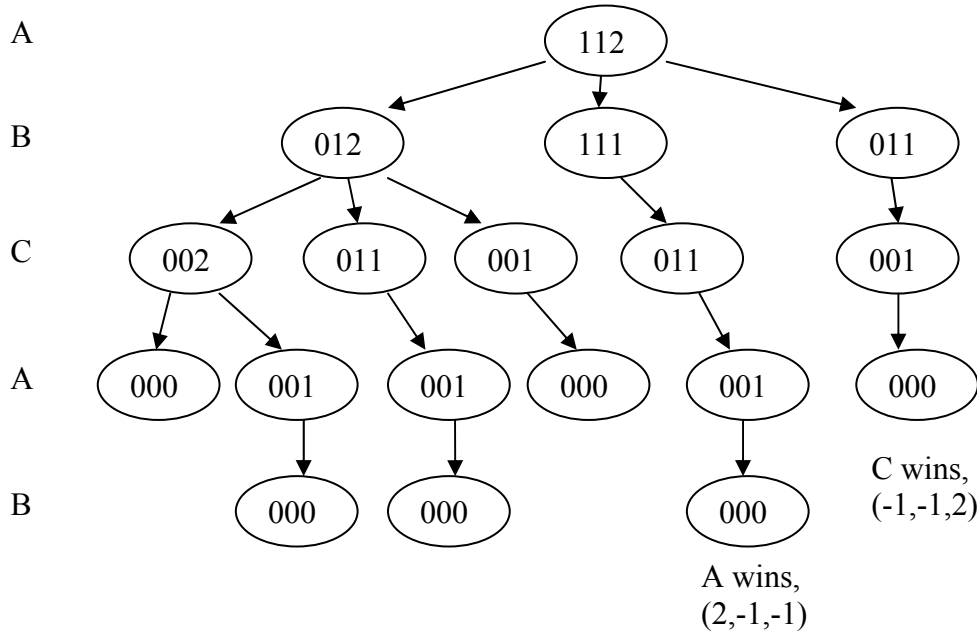 A
112
B
012 111 011
C
002 011 001 011 001
A
000 001 001 000 001 000
B
000 000 000
C wins,
(-1,-1,2)
A wins,
(2,-1,-1)